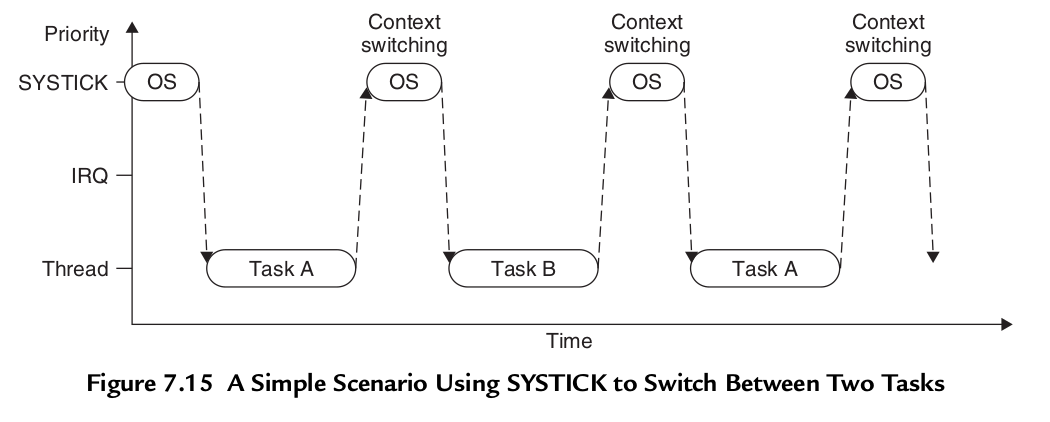 Priority
Context
switching
Context
switching
Context
switching
SYSTICK
OS
OS
OS
OS
IRQ
Thread
Task A
Task B
Task A
Time
Figure 7.15 A Simple Scenario Using SYSTICK to Switch Between Two Tasks